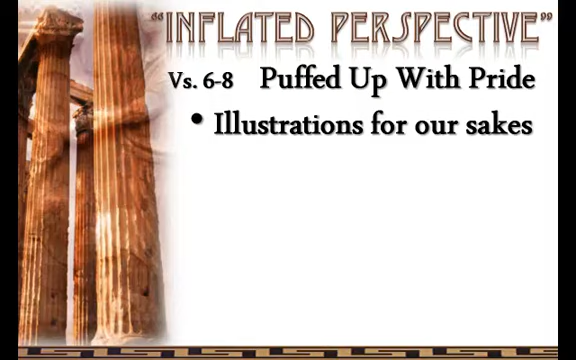 "INFLATED PERSPECTIVE"
Vs. 6-8 Puffed Up With Pride
• Illustrations for our sakes